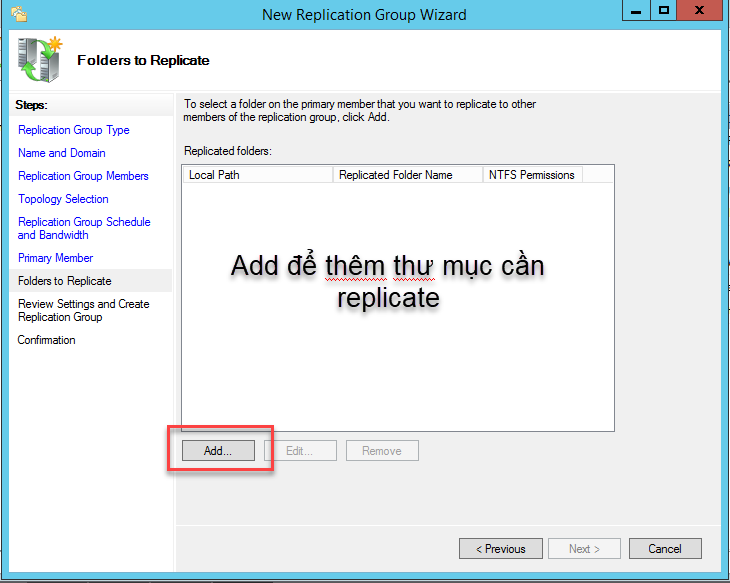 New Replication Group Wizard
Folders to Replicate
Steps:
Replication Group Type
Name and Domain
Replication Group Members
Topology Selection
Replication Group Schedule
and Bandwidth
Primary Member
Folders to Replicate
Review Settings and Create
Replication Group
Confirmation
To select a folder on the primary member that you want to replicate to other
members of the replication group, click Add.
Replicated folders:
Local Path Replicated Folder Name NTFS Permissions
Add để thêm thư mục cần
replicate
Add... Edit... Remove
< Previous Next > Cancel